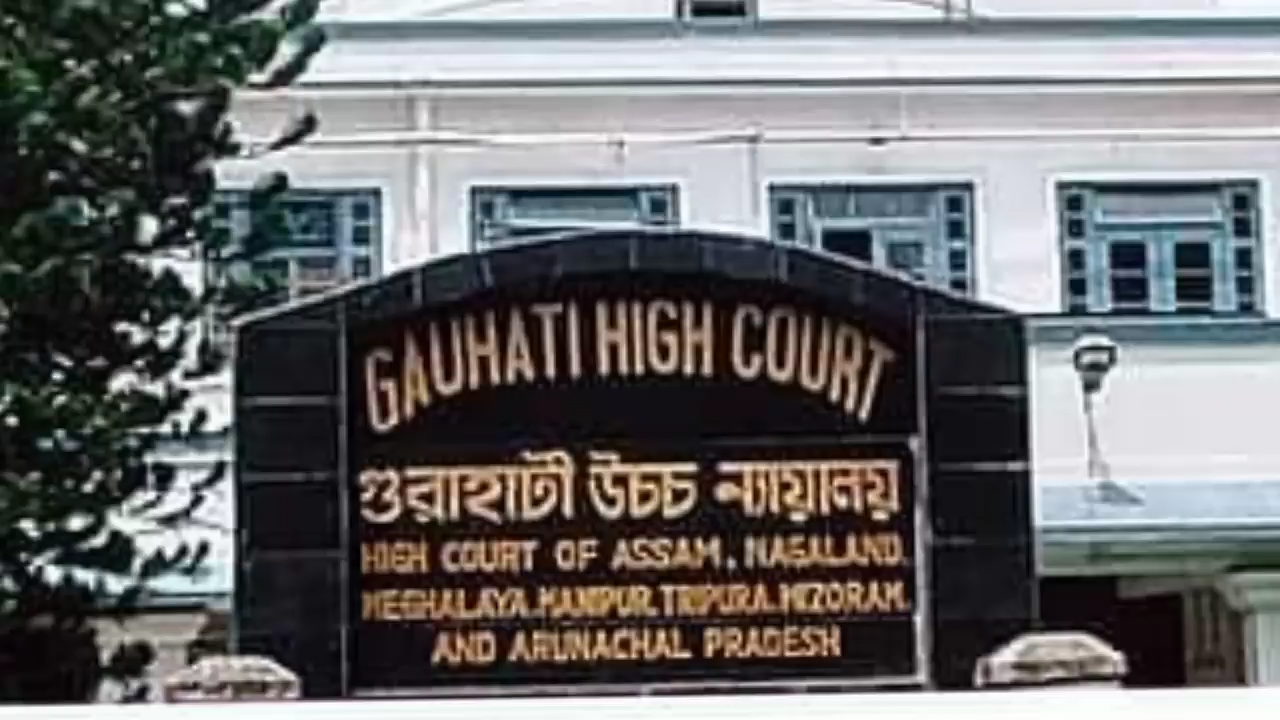 GAUHATI HIGH COURT
গুৱাহাটী উচ্চ ন্যায়ালয়
HIGH COURT OF ASSAM, NAGALAND,
MEGHALAYA, MANIPUR, TRIPURA, MIZORAM,
AND ARUNACHAL PRADESH